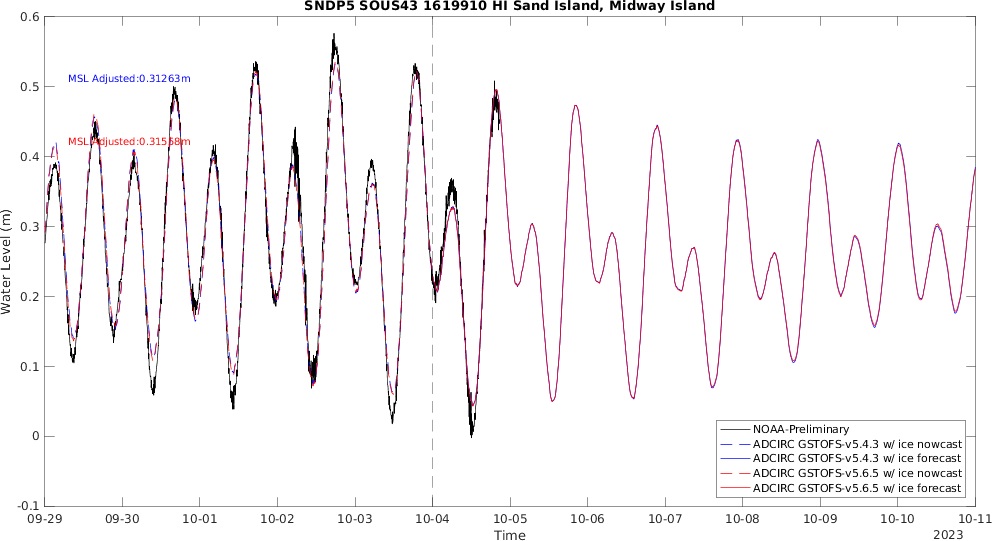 SNDP5 SOUS43 1619910 HI Sand Island, Midway Island
0.6
0.5
0.4
0.3
0.2
0.1
0
-0.1
Water Level (m)
MSL Adjusted:0.31263m
MSL Adjusted:0.31558m
NOAA-Preliminary
ADCIRC GSTOFS-v5.4.3 w/ ice nowcast
ADCIRC GSTOFS-v5.4.3 w/ ice forecast
ADCIRC GSTOFS-v5.6.5 w/ ice nowcast
ADCIRC GSTOFS-v5.6.5 w/ ice forecast
09-29 09-30 10-01 10-02 10-03 10-04 10-05 10-06 10-07 10-08 10-09 10-10 10-11
Time
2023